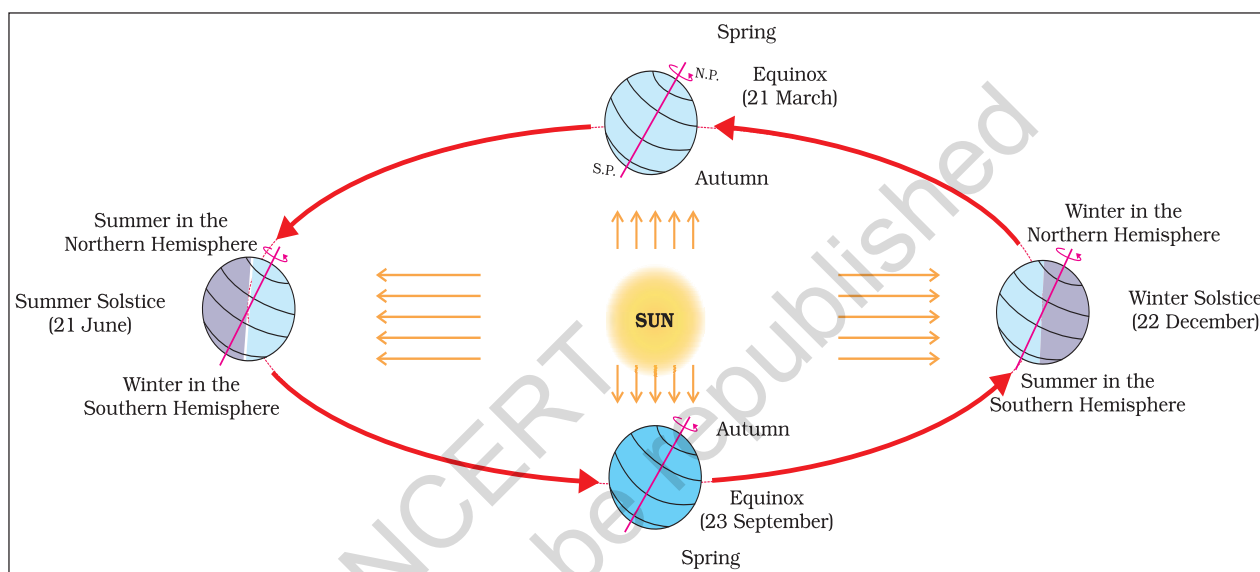 Spring
N.P.
Equinox
(21 March)
S.P.
Autumn
Summer in the
Northern Hemisphere
Summer Solstice
(21 June)
Winter in the
Southern Hemisphere
SUN
Winter in the
Northern Hemisphere
Winter Solstice
(22 December)
Summer in the
Southern Hemisphere
Autumn
Equinox
(23 September)
Spring
NCERT
be republished